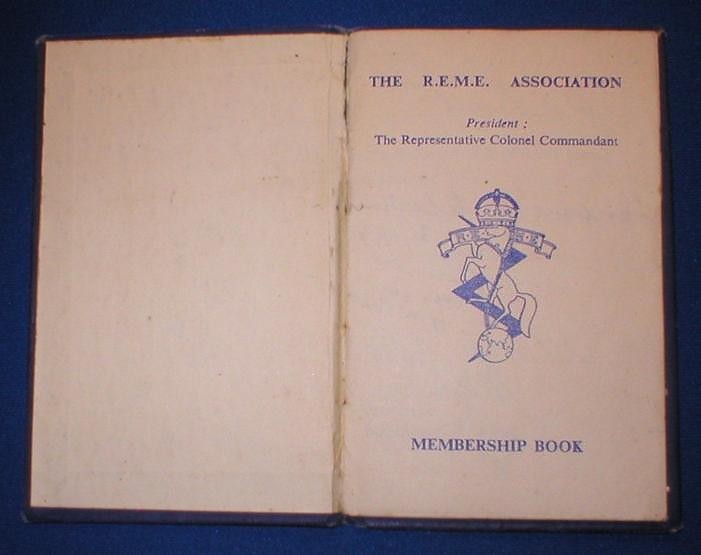 THE R.E.M.E. ASSOCIATION
President :
The Representative Colonel Commandant
R E M E
MEMBERSHIP BOOK